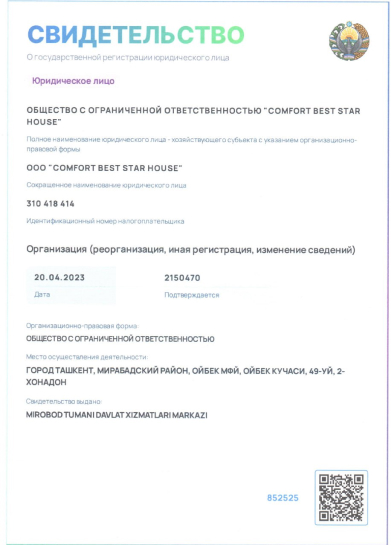 СВИДЕТЕЛЬСТВО
О государственной регистрации юридического лица
Юридическое лицо
ОБЩЕСТВО С ОГРАНИЧЕННОЙ ОТВЕТСТВЕННОСТЬЮ "COMFORT BEST STAR
HOUSE"
Полное наименование юридического лица - хозяйствующего субъекта с указанием организационно-
правовой формы
ООО "COMFORT BEST STAR HOUSE"
Сокращенное наименование юридического лица
310 418 414
Идентификационный номер налогоплательщика
Организация (реорганизация, иная регистрация, изменение сведений)
20.04.2023 2150470
Дата Подтверждается
Организационно-правовая форма:
ОБЩЕСТВО С ОГРАНИЧЕННОЙ ОТВЕТСТВЕННОСТЬЮ
Место осуществления деятельности:
ГОРОД ТАШКЕНТ, МИРАБАДСКИЙ РАЙОН, ОЙБЕК МФЙ, ОЙБЕК КУЧАСИ, 49-УЙ, 2-
ХОНАДОН
Свидетельство выдано:
MIROBOD TUMANI DAVLAT XIZMATLARI MARKAZI
852525